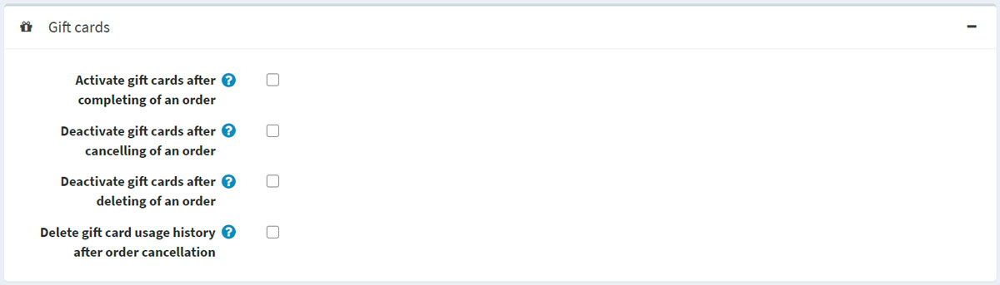 Gift cards
Activate gift cards after
completing of an order
Deactivate gift cards after
cancelling of an order
Deactivate gift cards after
deleting of an order
Delete gift card usage history
after order cancellation